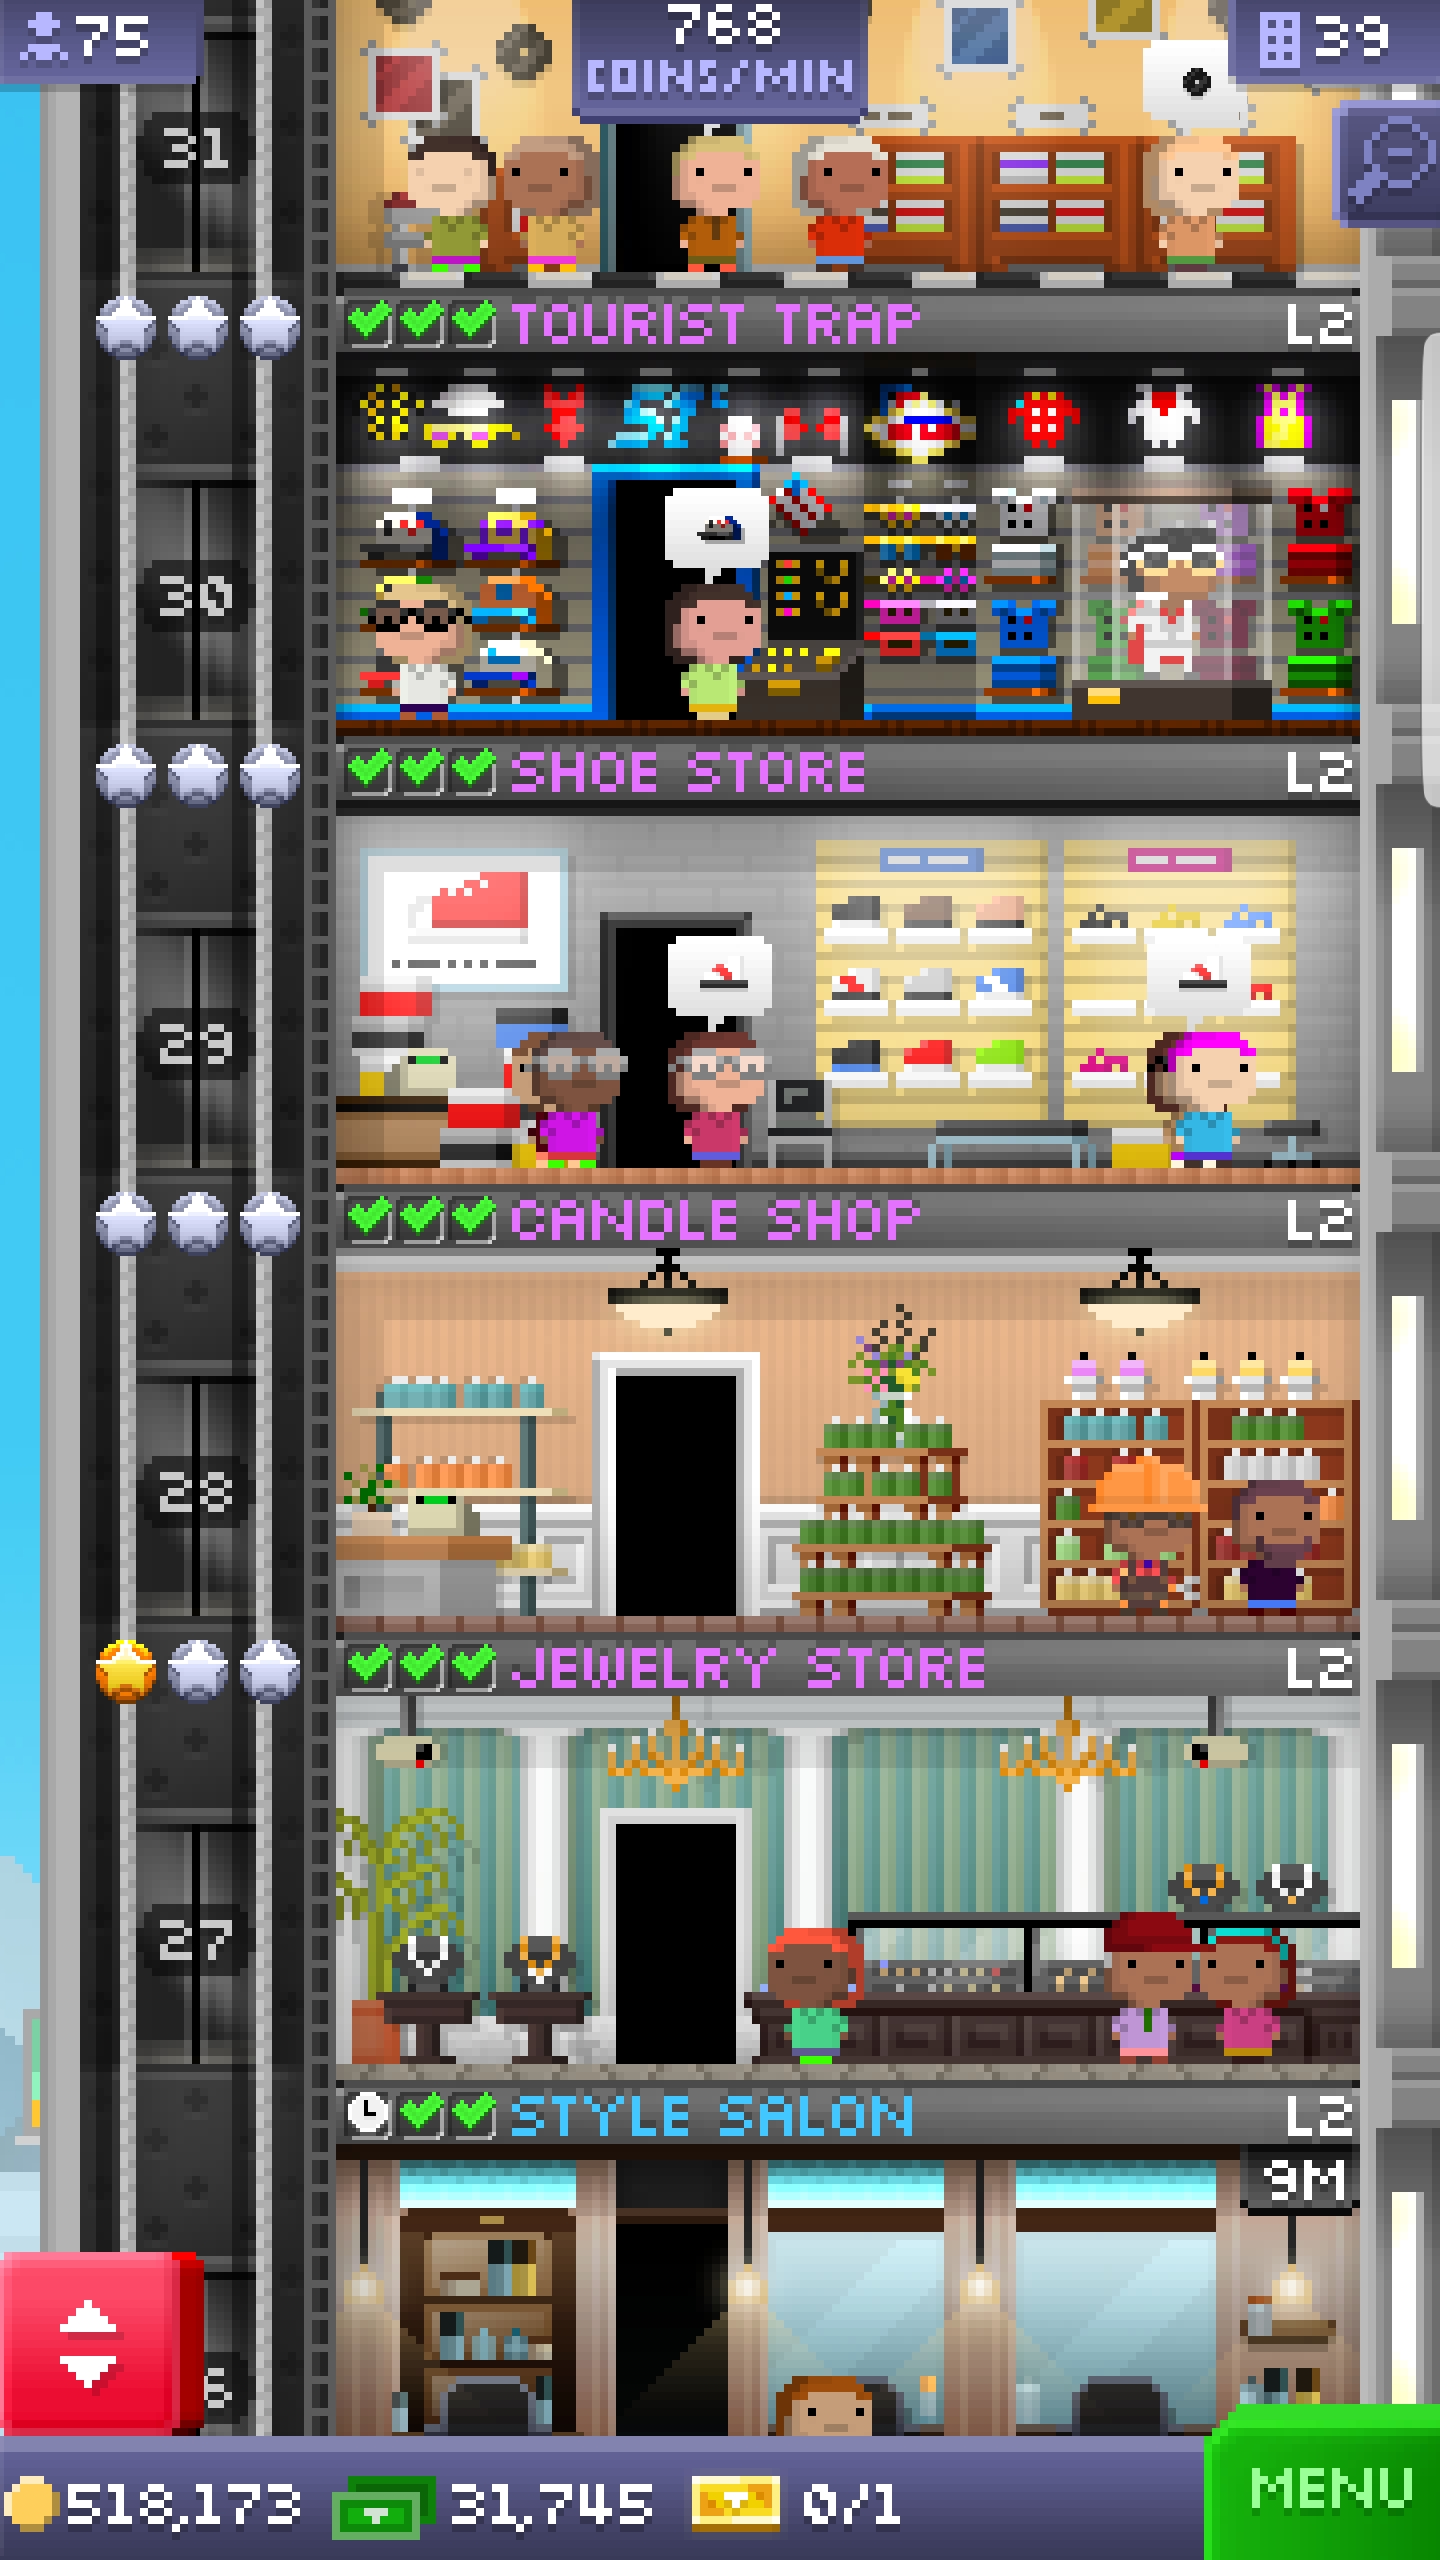 75
768
COINS/MIN
39
31
TOURIST TRAP L2
30
SHOE STORE L2
29
CANDLE SHOP L2
28
JEWELRY STORE L2
27
STYLE SALON L2
9M
6
518,173 31,745 0/1
MENU